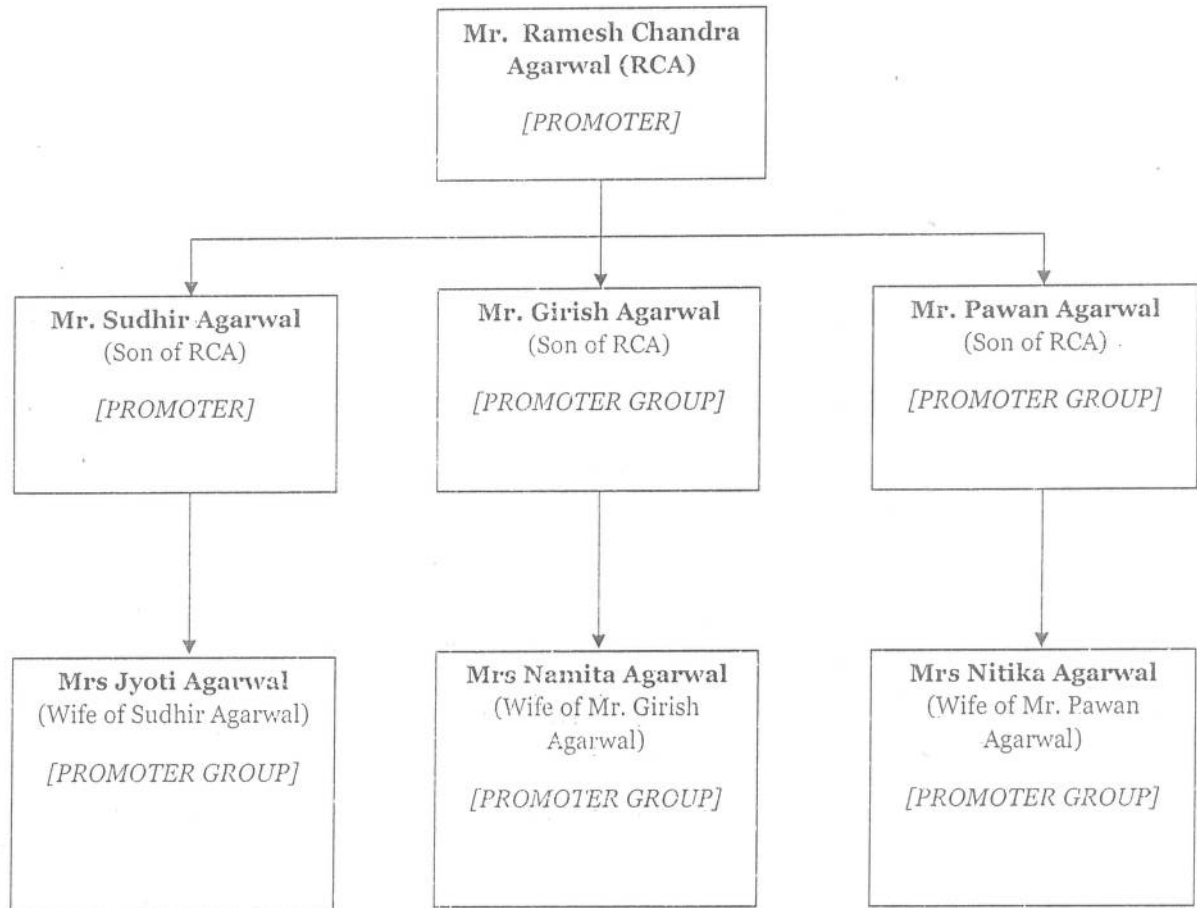 Mr. Ramesh Chandra
Agarwal (RCA)
[PROMOTER]
Mr. Sudhir Agarwal
(Son of RCA)
[PROMOTER]
Mr. Girish Agarwal
(Son of RCA)
[PROMOTER GROUP]
Mr. Pawan Agarwal
(Son of RCA)
[PROMOTER GROUP]
Mrs Jyoti Agarwal
(Wife of Sudhir Agarwal)
[PROMOTER GROUP]
Mrs Namita Agarwal
(Wife of Mr. Girish
Agarwal)
[PROMOTER GROUP]
Mrs Nitika Agarwal
(Wife of Mr. Pawan
Agarwal)
[PROMOTER GROUP]